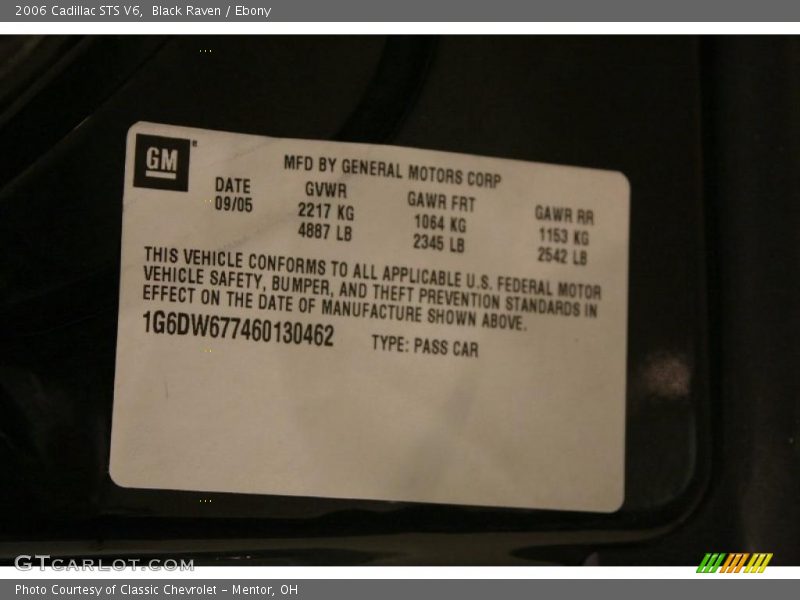 2006 Cadillac STS V6, Black Raven / Ebony
GM
MFD BY GENERAL MOTORS CORP
DATE GVWR GAWR FRT GAWR RR
09/05 2217 KG 1064 KG 1153 KG
4887 LB 2345 LB 2542 LB
THIS VEHICLE CONFORMS TO ALL APPLICABLE U.S. FEDERAL MOTOR
VEHICLE SAFETY, BUMPER, AND THEFT PREVENTION STANDARDS IN
EFFECT ON THE DATE OF MANUFACTURE SHOWN ABOVE.
1G6DW677460130462 TYPE: PASS CAR
GTCARLOT.COM
Photo Courtesy of Classic Chevrolet - Mentor, OH